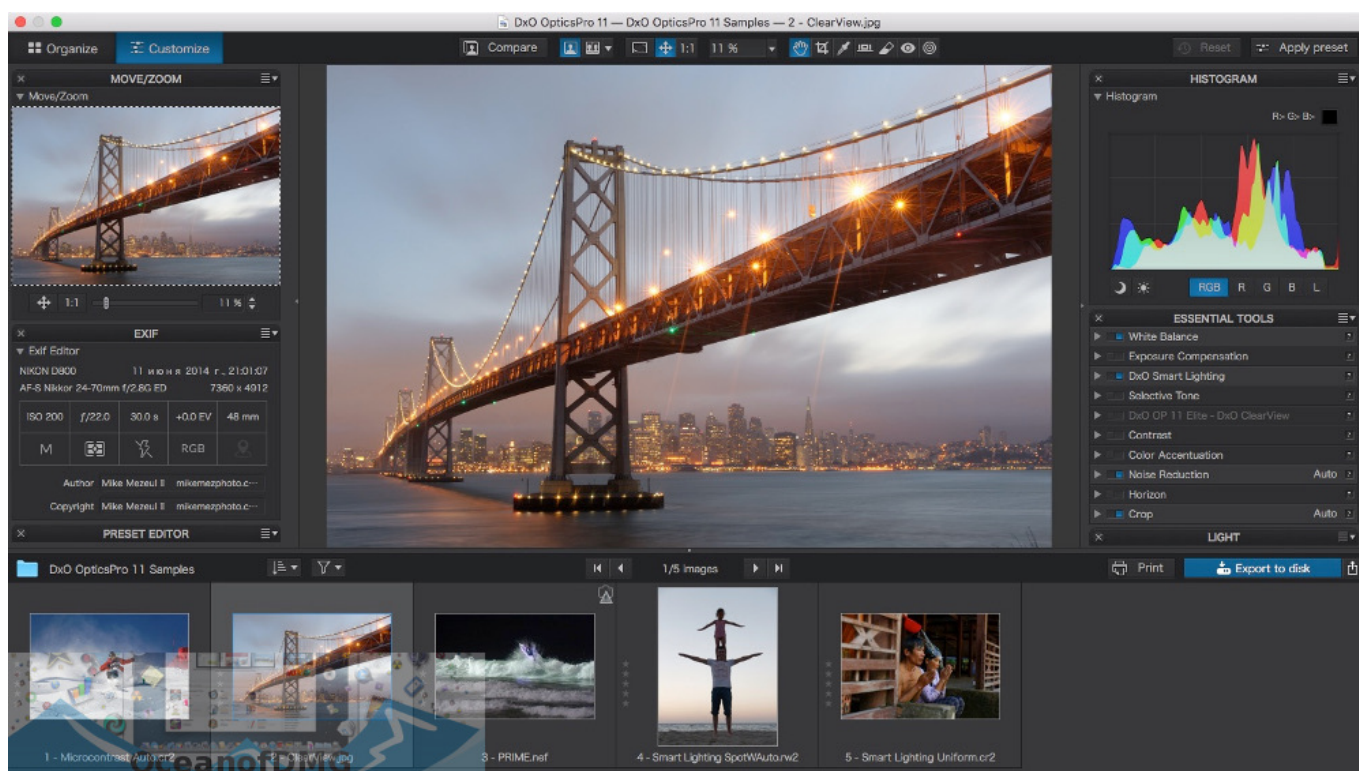 DxO OpticsPro 11 — DxO OpticsPro 11 Samples — 2 - ClearView.jpg
Organize Customize Compare 1:1 11 % Reset Apply preset
MOVE/ZOOM
Move/Zoom
1:1 11 %
EXIF
Exif Editor
NIKON D800 11 июня 2014 г., 21:01:07
AF-S Nikkor 24-70mm f/2.8G ED 7360 x 4912
ISO 200 f/22.0 30.0 s +0.0 EV 48 mm
M RGB
Author Mike Mezeul II mikemezphoto.c...
Copyright Mike Mezeul II mikemezphoto.c...
PRESET EDITOR
HISTOGRAM
Histogram
R: G: B:
RGB R G B L
ESSENTIAL TOOLS
White Balance
Exposure Compensation
DxO Smart Lighting
Selective Tone
DxO OP 11 Elite - DxO ClearView
Contrast
Color Accentuation
Noise Reduction Auto
Horizon
Crop Auto
LIGHT
DxO OpticsPro 11 Samples 1/5 images Print Export to disk
1 - Microcontrast Auto.cr2 2 - ClearView.jpg 3 - PRIME.nef 4 - Smart Lighting SpotWAuto.rw2 5 - Smart Lighting Uniform.cr2
OceanofDMG